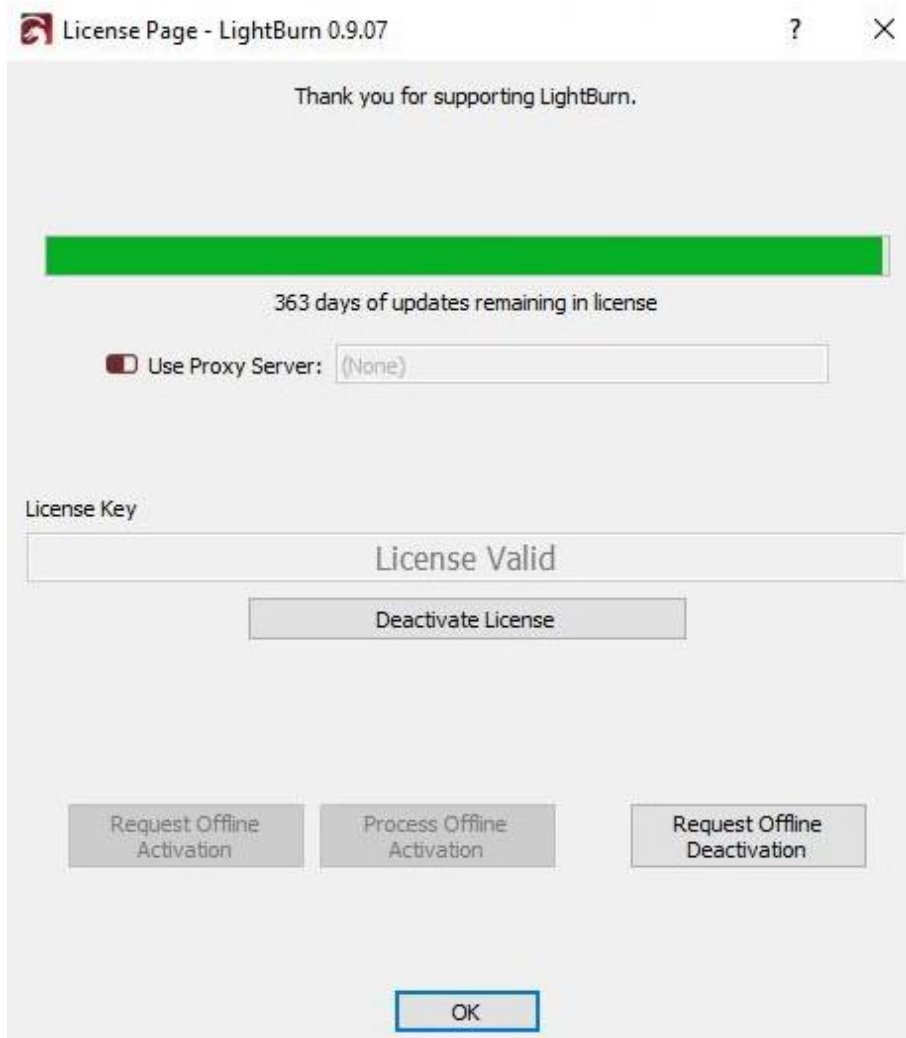 License Page - LightBurn 0.9.07 ?
Thank you for supporting LightBurn.
363 days of updates remaining in license
Use Proxy Server: (None)
License Key
License Valid
Deactivate License
Request Offline
Activation
Process Offline
Activation
Request Offline
Deactivation
OK